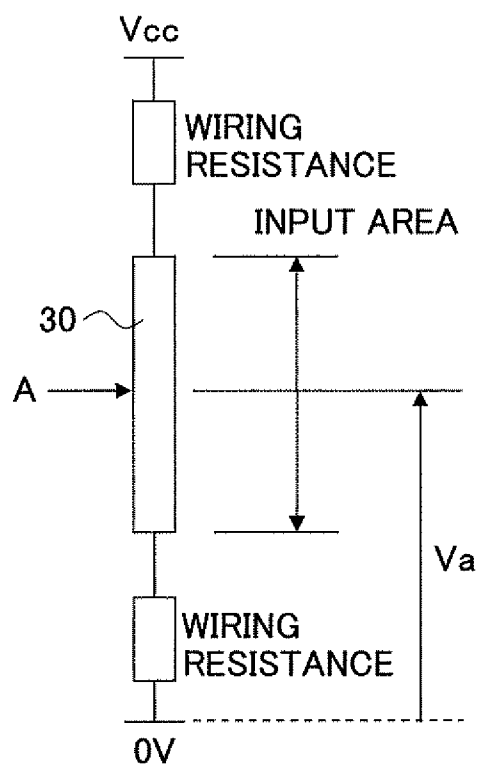 Vcc
WIRING
RESISTANCE
INPUT AREA
30
A
Va
WIRING
RESISTANCE
0V